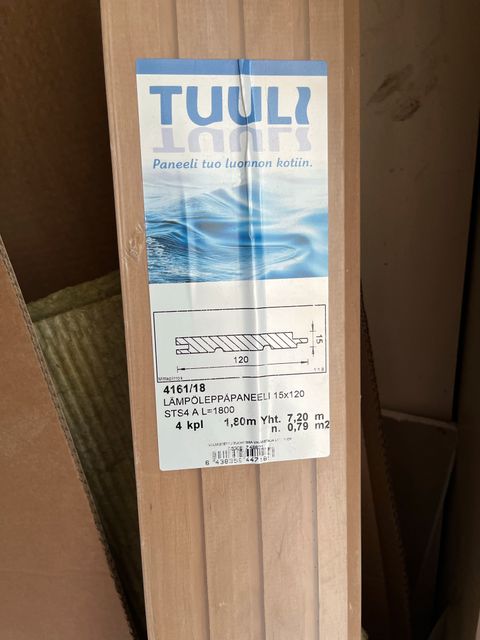 TUULI
Paneeli tuo luonnon kotiin.
15
120
4161/18
LÄMPÖLEPPÄPANEELI 15x120
STS4 A L=1800
4 kpl 1,80m Yht. 7,20 m
n. 0,79 m2